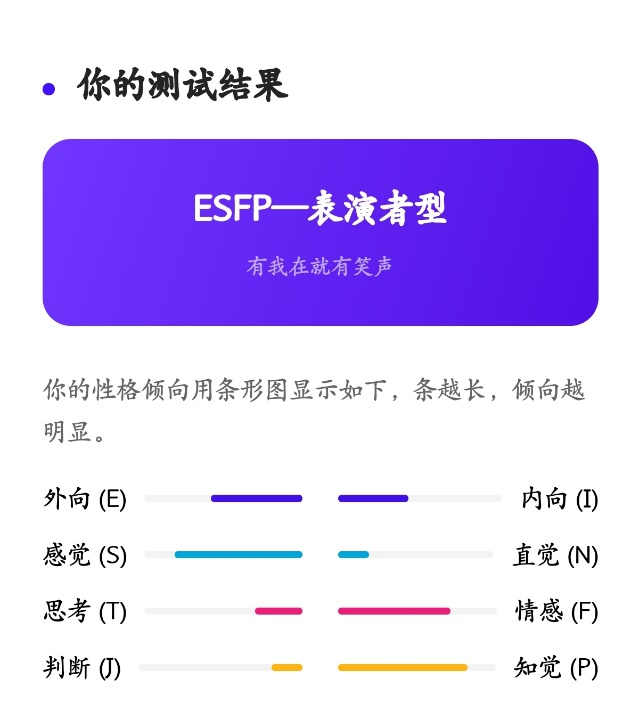 你的测试结果
ESFP—表演者型
有我在就有笑声
你的性格倾向用条形图显示如下，条越长，倾向越
明显。
外向 (E) 内向 (I)
感觉 (S) 直觉 (N)
思考 (T) 情感 (F)
判断 (J) 知觉 (P)